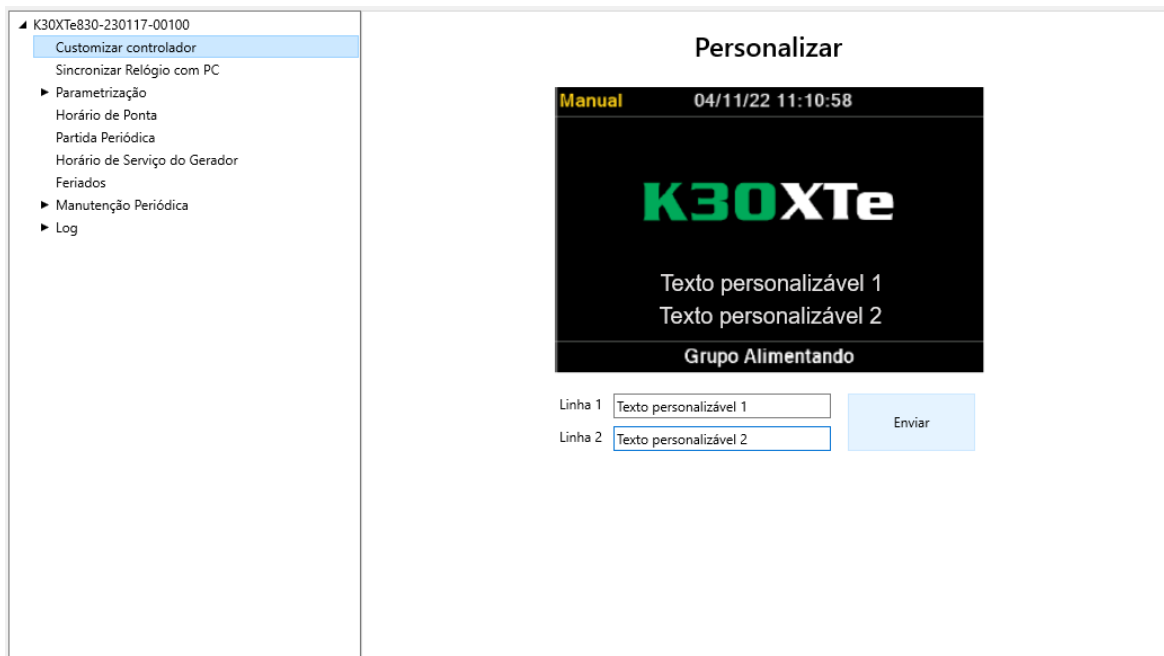 K30XTe830-230117-00100
Customizar controlador
Sincronizar Relógio com PC
Parametrização
Horário de Ponta
Partida Periódica
Horário de Serviço do Gerador
Feriados
Manutenção Periódica
Log
Personalizar
Manual 04/11/22 11:10:58
K30XTe
Texto personalizável 1
Texto personalizável 2
Grupo Alimentando
Linha 1 Texto personalizável 1
Linha 2 Texto personalizável 2
Enviar